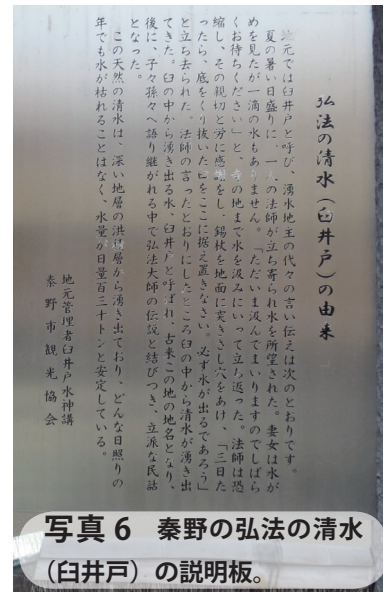 弘法の清水(臼井戸)の由来
地元では臼井戸と呼び、湧水地主の代々の言い伝えは次のとおりです。
夏の暑い日盛りに、一人の法師が立ち寄られ水を所望された。妻女は水が
めを見たが一滴の水もありません。「ただいま汲んでまいりますのでしばら
くお待ちください」と、寺の地まで水を汲みにいって立ち返った。法師は恐
縮し、その親切と労に感謝をし、錫杖を地面に突きさし穴をあけ、「三日た
ったら、底をくり抜いた臼をここに据え置きなさい。必ず水が出るであろう」
と立ち去られた。法師の言ったとおりにしたところ臼の中から清水が湧き出
てきた。臼の中から湧き出る水、臼井戸と呼ばれ、古来この地の地名となり、
後に、子々孫々へ語り継がれる中で弘法大師の伝説と結びつき、立派な民話
となった。
この天然の清水は、深い地層の洪積層から湧き出ており、どんな日照りの
年でも水が枯れることはなく、水量が日量百三十トンと安定している。
地元管理者臼井戸水神講
秦野市観光協会
写真6 秦野の弘法の清水
(臼井戸)の説明板。